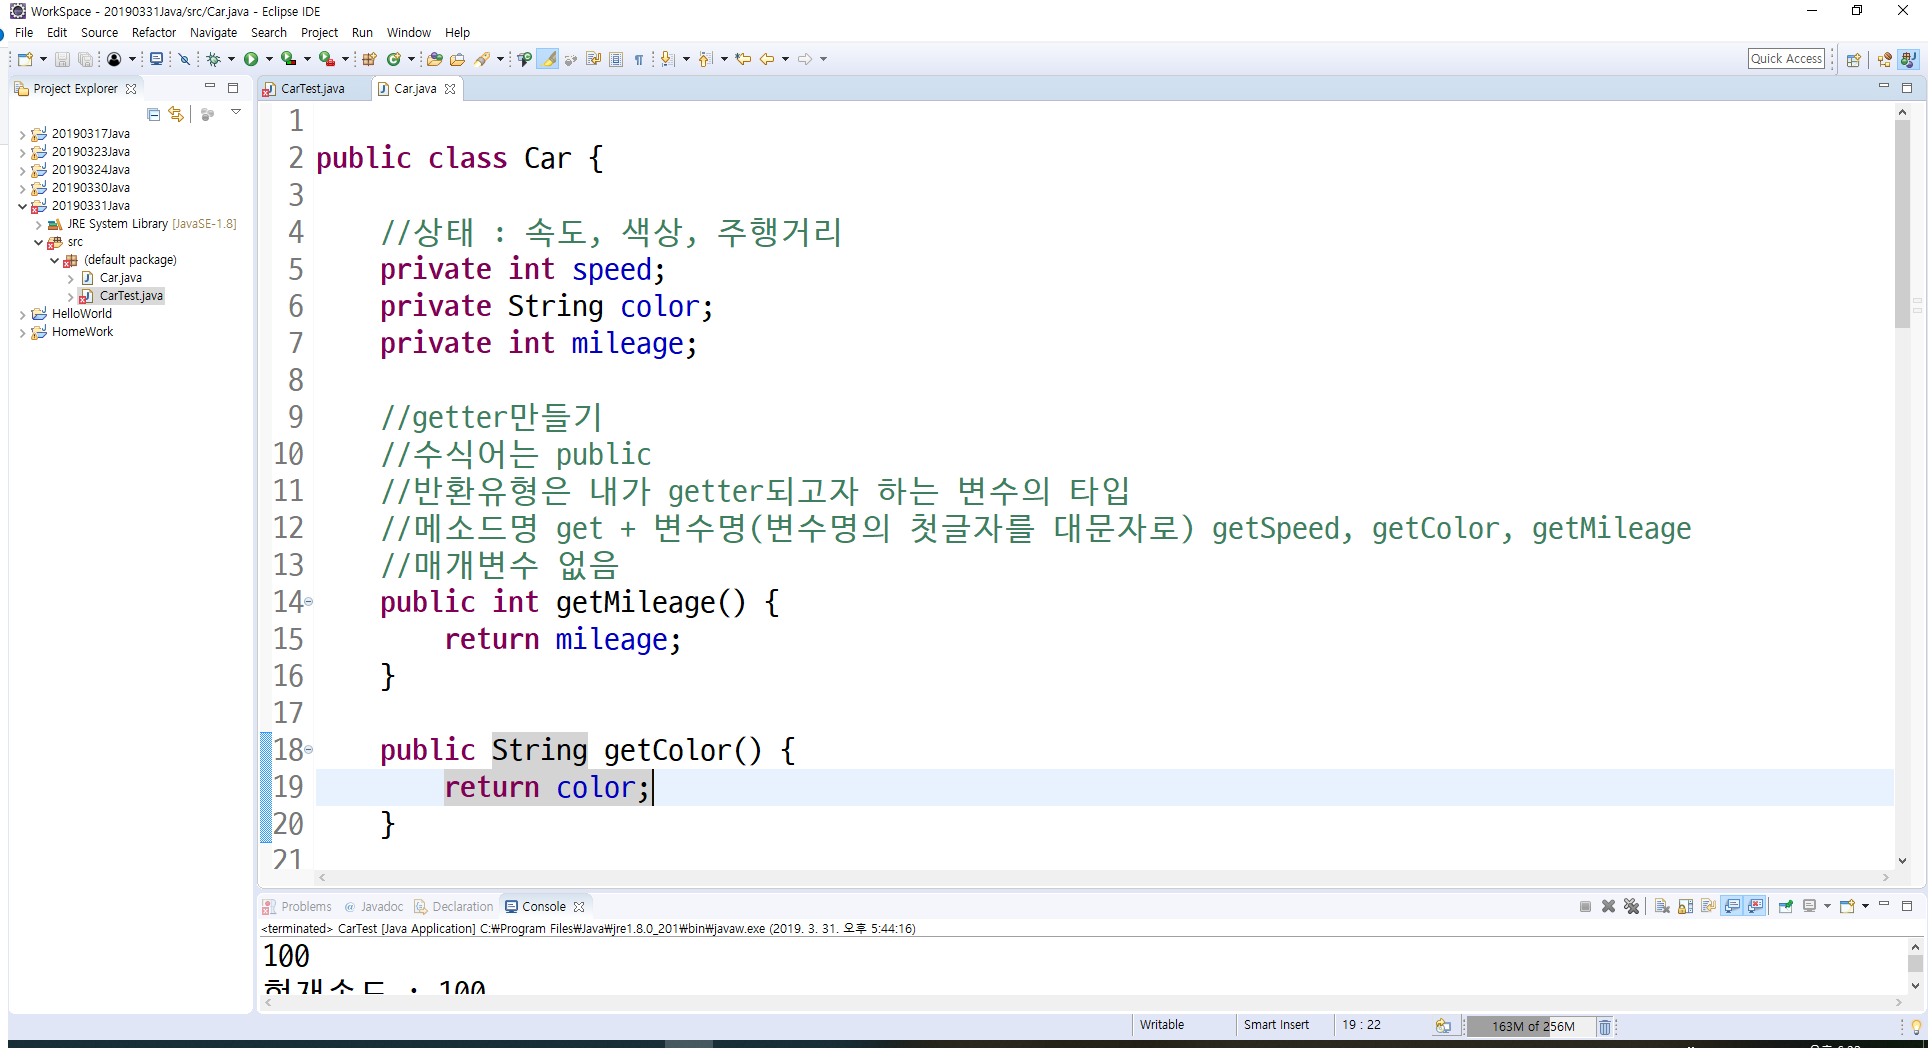 WorkSpace - 20190331Java/src/Car.java - Eclipse IDE
File Edit Source Refactor Navigate Search Project Run Window Help
Quick Access
Project Explorer
CarTest.java Car.java
20190317Java
20190323Java
20190324Java
20190330Java
20190331Java
JRE System Library [JavaSE-1.8]
src
(default package)
Car.java
CarTest.java
HelloWorld
HomeWork
1
2 public class Car {
3
4 //상태 : 속도, 색상, 주행거리
5 private int speed;
6 private String color;
7 private int mileage;
8
9 //getter만들기
10 //수식어는 public
11 //반환유형은 내가 getter되고자 하는 변수의 타입
12 //메소드명 get + 변수명(변수명의 첫글자를 대문자로) getSpeed, getColor, getMileage
13 //매개변수 없음
14 public int getMileage() {
15 return mileage;
16 }
17
18 public String getColor() {
19 return color;
20 }
21
Problems Javadoc Declaration Console
<terminated> CarTest [Java Application] C:₩Program Files₩Java₩jre1.8.0_201₩bin₩javaw.exe (2019. 3. 31. 오후 5:44:16)
100
현재속도 : 100
Writable Smart Insert 19 : 22 163M of 256M